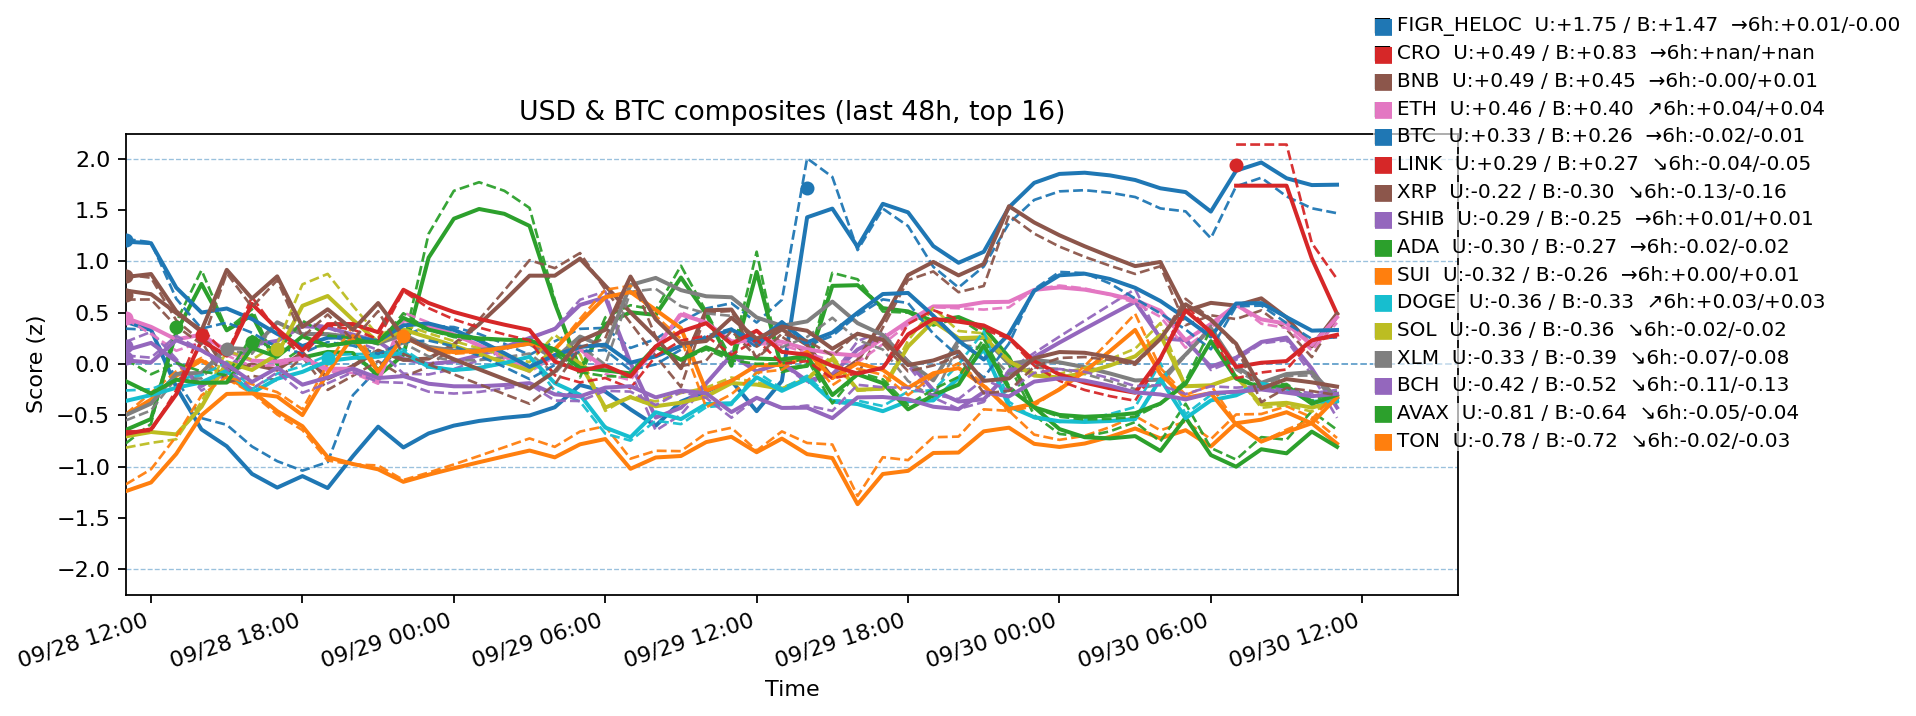 FIGR_HELOC U:+1.75 / B:+1.47 →6h:+0.01/-0.00
CRO U:+0.49 / B:+0.83 →6h:+nan/+nan
BNB U:+0.49 / B:+0.45 →6h:-0.00/+0.01
ETH U:+0.46 / B:+0.40 ↗6h:+0.04/+0.04
BTC U:+0.33 / B:+0.26 →6h:-0.02/-0.01
LINK U:+0.29 / B:+0.27 ↘6h:-0.04/-0.05
XRP U:-0.22 / B:-0.30 ↘6h:-0.13/-0.16
SHIB U:-0.29 / B:-0.25 →6h:+0.01/+0.01
ADA U:-0.30 / B:-0.27 →6h:-0.02/-0.02
SUI U:-0.32 / B:-0.26 →6h:+0.00/+0.01
DOGE U:-0.36 / B:-0.33 ↗6h:+0.03/+0.03
SOL U:-0.36 / B:-0.36 ↘6h:-0.02/-0.02
XLM U:-0.33 / B:-0.39 ↘6h:-0.07/-0.08
BCH U:-0.42 / B:-0.52 ↘6h:-0.11/-0.13
AVAX U:-0.81 / B:-0.64 ↘6h:-0.05/-0.04
TON U:-0.78 / B:-0.72 ↘6h:-0.02/-0.03
USD & BTC composites (last 48h, top 16)
Score (z)
2.0
1.5
1.0
0.5
0.0
−0.5
−1.0
−1.5
−2.0
09/28 12:00
09/28 18:00
09/29 00:00
09/29 06:00
09/29 12:00
09/29 18:00
09/30 00:00
09/30 06:00
09/30 12:00
Time